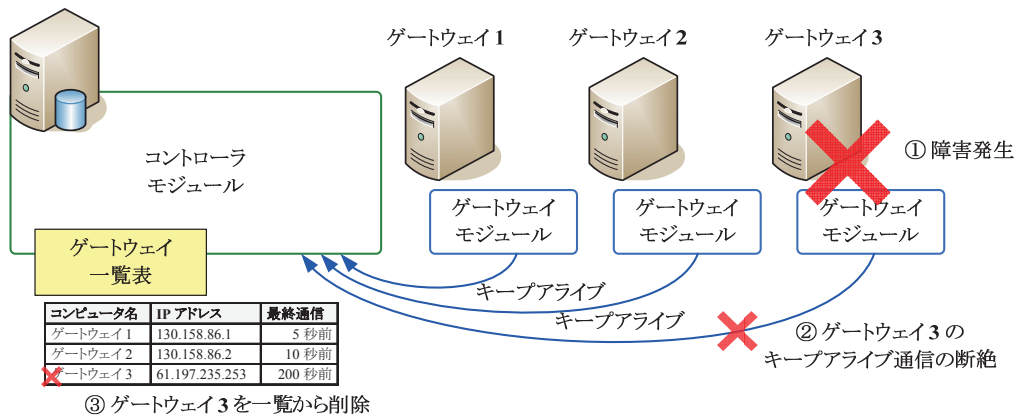 ゲートウェイ1
ゲートウェイ2
ゲートウェイ3
① 障害発生
コントローラ
モジュール
ゲートウェイ
モジュール
ゲートウェイ
モジュール
ゲートウェイ
モジュール
ゲートウェイ
一覧表
キープアライブ
キープアライブ
② ゲートウェイ3の
キープアライブ通信の断絶
コンピュータ名 IP アドレス 最終通信
ゲートウェイ1 130.158.86.1 5 秒前
ゲートウェイ2 130.158.86.2 10 秒前
ゲートウェイ3 61.197.235.253 200 秒前
③ ゲートウェイ3を一覧から削除